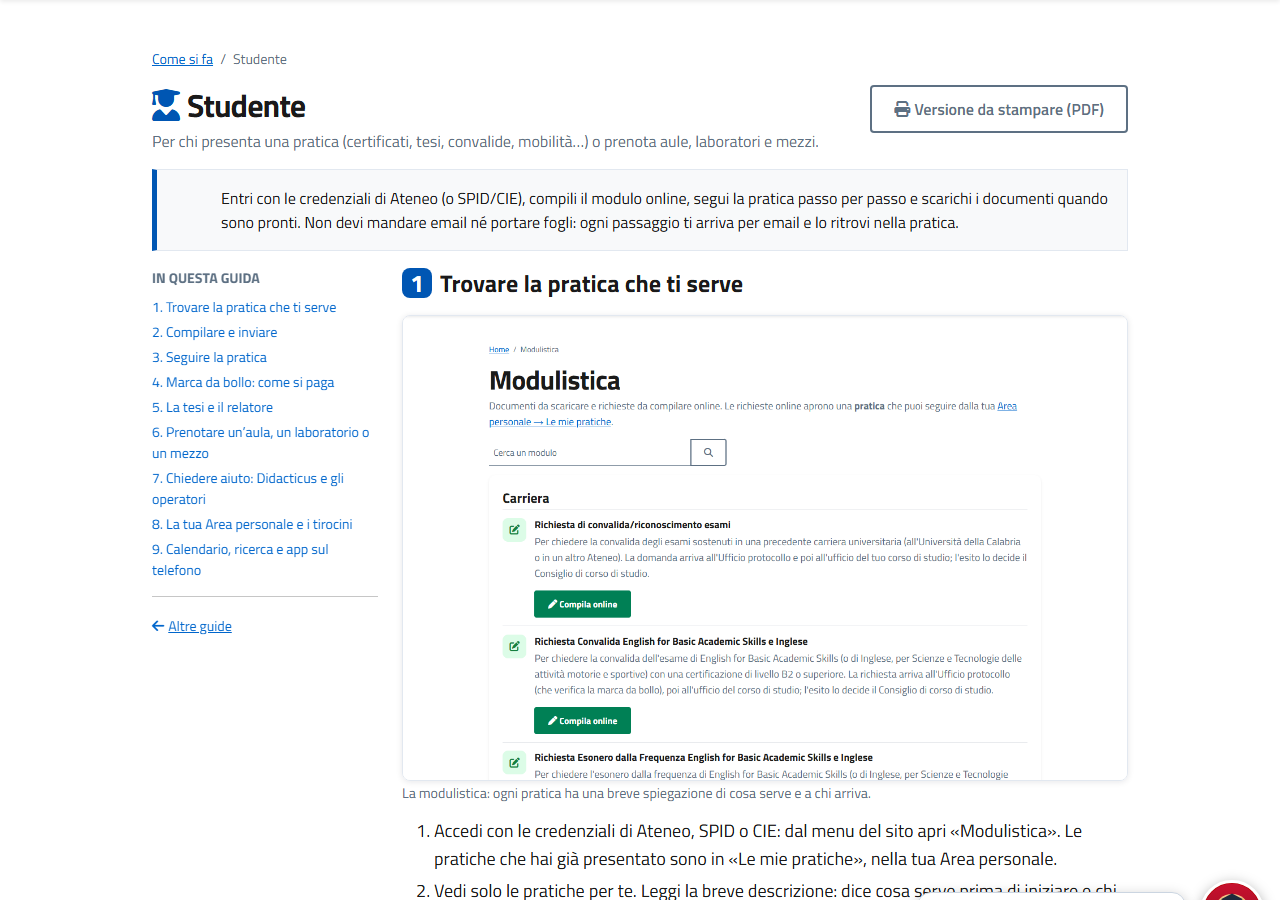 Come si fa / Studente
Studente
Versione da stampare (PDF)
Per chi presenta una pratica (certificati, tesi, convalide, mobilità…) o prenota aule, laboratori e mezzi.
Entri con le credenziali di Ateneo (o SPID/CIE), compili il modulo online, segui la pratica passo per passo e scarichi i documenti quando
sono pronti. Non devi mandare email né portare fogli: ogni passaggio ti arriva per email e lo ritrovi nella pratica.
IN QUESTA GUIDA
1. Trovare la pratica che ti serve
2. Compilare e inviare
3. Seguire la pratica
4. Marca da bollo: come si paga
5. La tesi e il relatore
6. Prenotare un’aula, un laboratorio o
un mezzo
7. Chiedere aiuto: Didacticus e gli
operatori
8. La tua Area personale e i tirocini
9. Calendario, ricerca e app sul
telefono
← Altre guide
1 Trovare la pratica che ti serve
Home / Modulistica
Modulistica
Documenti da scaricare e richieste da compilare online. Le richieste online aprono una pratica che puoi seguire dalla tua Area
personale → Le mie pratiche.
Cerca un modulo
Carriera
Richiesta di convalida/riconoscimento esami
Per chiedere la convalida degli esami sostenuti in una precedente carriera universitaria (all'Università della Calabria
o in un altro Ateneo). La domanda arriva all'Ufficio protocollo e poi all'ufficio del tuo corso di studio; l'esito lo decide il
Consiglio di corso di studio.
Compila online
Richiesta Convalida English for Basic Academic Skills e Inglese
Per chiedere la convalida dell'esame di English for Basic Academic Skills (o di Inglese, per Scienze e Tecnologie delle
attività motorie e sportive) con una certificazione di livello B2 o superiore. La richiesta arriva all'Ufficio protocollo
(che verifica la marca da bollo), poi all'ufficio del corso di studio; l'esito lo decide il Consiglio di corso di studio.
Compila online
Richiesta Esonero dalla Frequenza English for Basic Academic Skills e Inglese
Per chiedere l'esonero dalla frequenza di English for Basic Academic Skills (o di Inglese, per Scienze e Tecnologie
La modulistica: ogni pratica ha una breve spiegazione di cosa serve e a chi arriva.
1. Accedi con le credenziali di Ateneo, SPID o CIE: dal menu del sito apri «Modulistica». Le
pratiche che hai già presentato sono in «Le mie pratiche», nella tua Area personale.
2. Vedi solo le pratiche per te. Leggi la breve descrizione: dice cosa serve prima di iniziare e chi